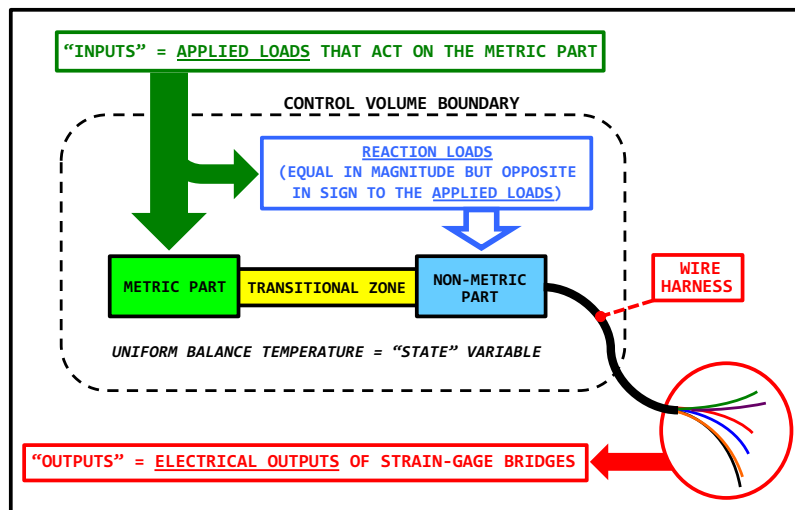 “INPUTS” = APPLIED LOADS THAT ACT ON THE METRIC PART
CONTROL VOLUME BOUNDARY
REACTION LOADS
(EQUAL IN MAGNITUDE BUT OPPOSITE
IN SIGN TO THE APPLIED LOADS)
METRIC PART
TRANSITIONAL ZONE
NON-METRIC
PART
WIRE
HARNESS
UNIFORM BALANCE TEMPERATURE = “STATE” VARIABLE
“OUTPUTS” = ELECTRICAL OUTPUTS OF STRAIN-GAGE BRIDGES